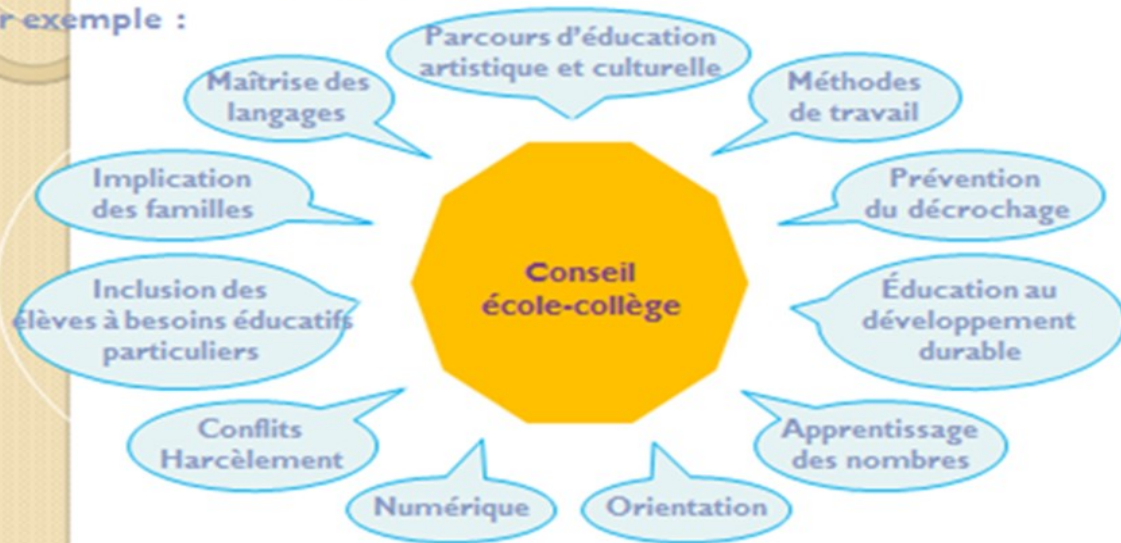 r exemple :
Parcours d'éducation
artistique et culturelle
Maîtrise des
langages
Méthodes
de travail
Implication
des familles
Prévention
du décrochage
Conseil
école-collège
Inclusion des
élèves à besoins éducatifs
particuliers
Éducation au
développement
durable
Conflits
Harcèlement
Apprentissage
des nombres
Numérique
Orientation